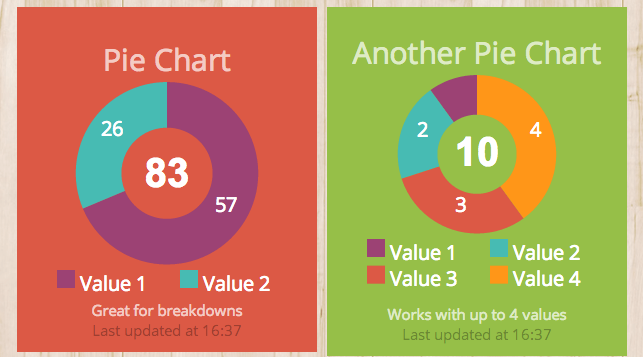 Pie Chart
26
83
57
Value 1 Value 2
Great for breakdowns
Last updated at 16:37
Another Pie Chart
2
4
10
3
Value 1 Value 2
Value 3 Value 4
Works with up to 4 values
Last updated at 16:37